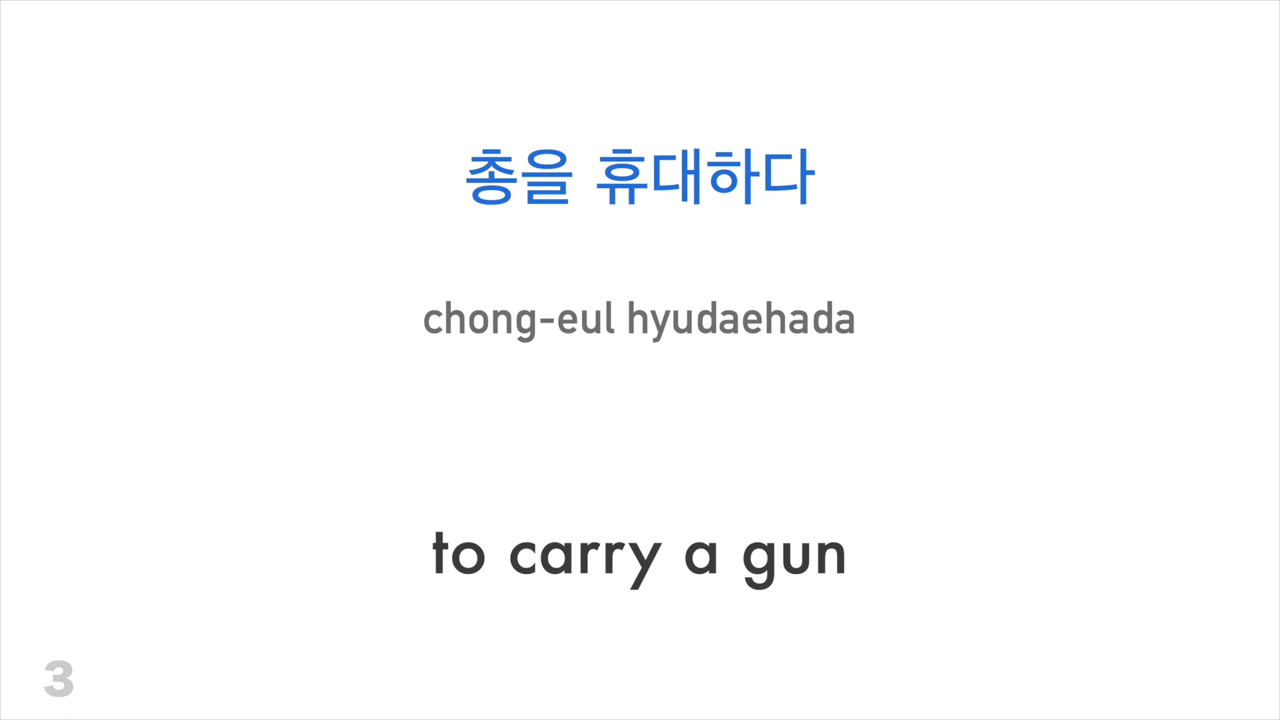 총을 휴대하다
chong-eul hyudaehada
to carry a gun
3